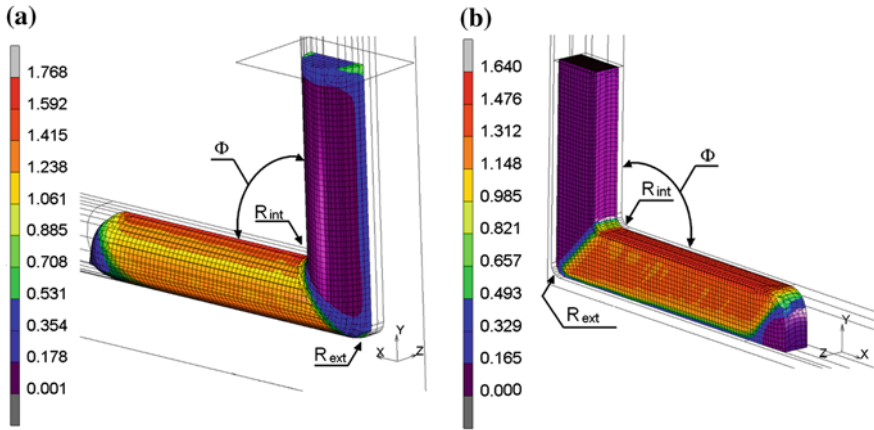 (a)
1.768
1.592
1.415
1.238
1.061
0.885
0.708
0.531
0.354
0.178
0.001
Φ
Rint
Rext
Y
X Z
(b)
1.640
1.476
1.312
1.148
0.985
0.821
0.657
0.493
0.329
0.165
0.000
Φ
Rint
Rext
Y
Z X